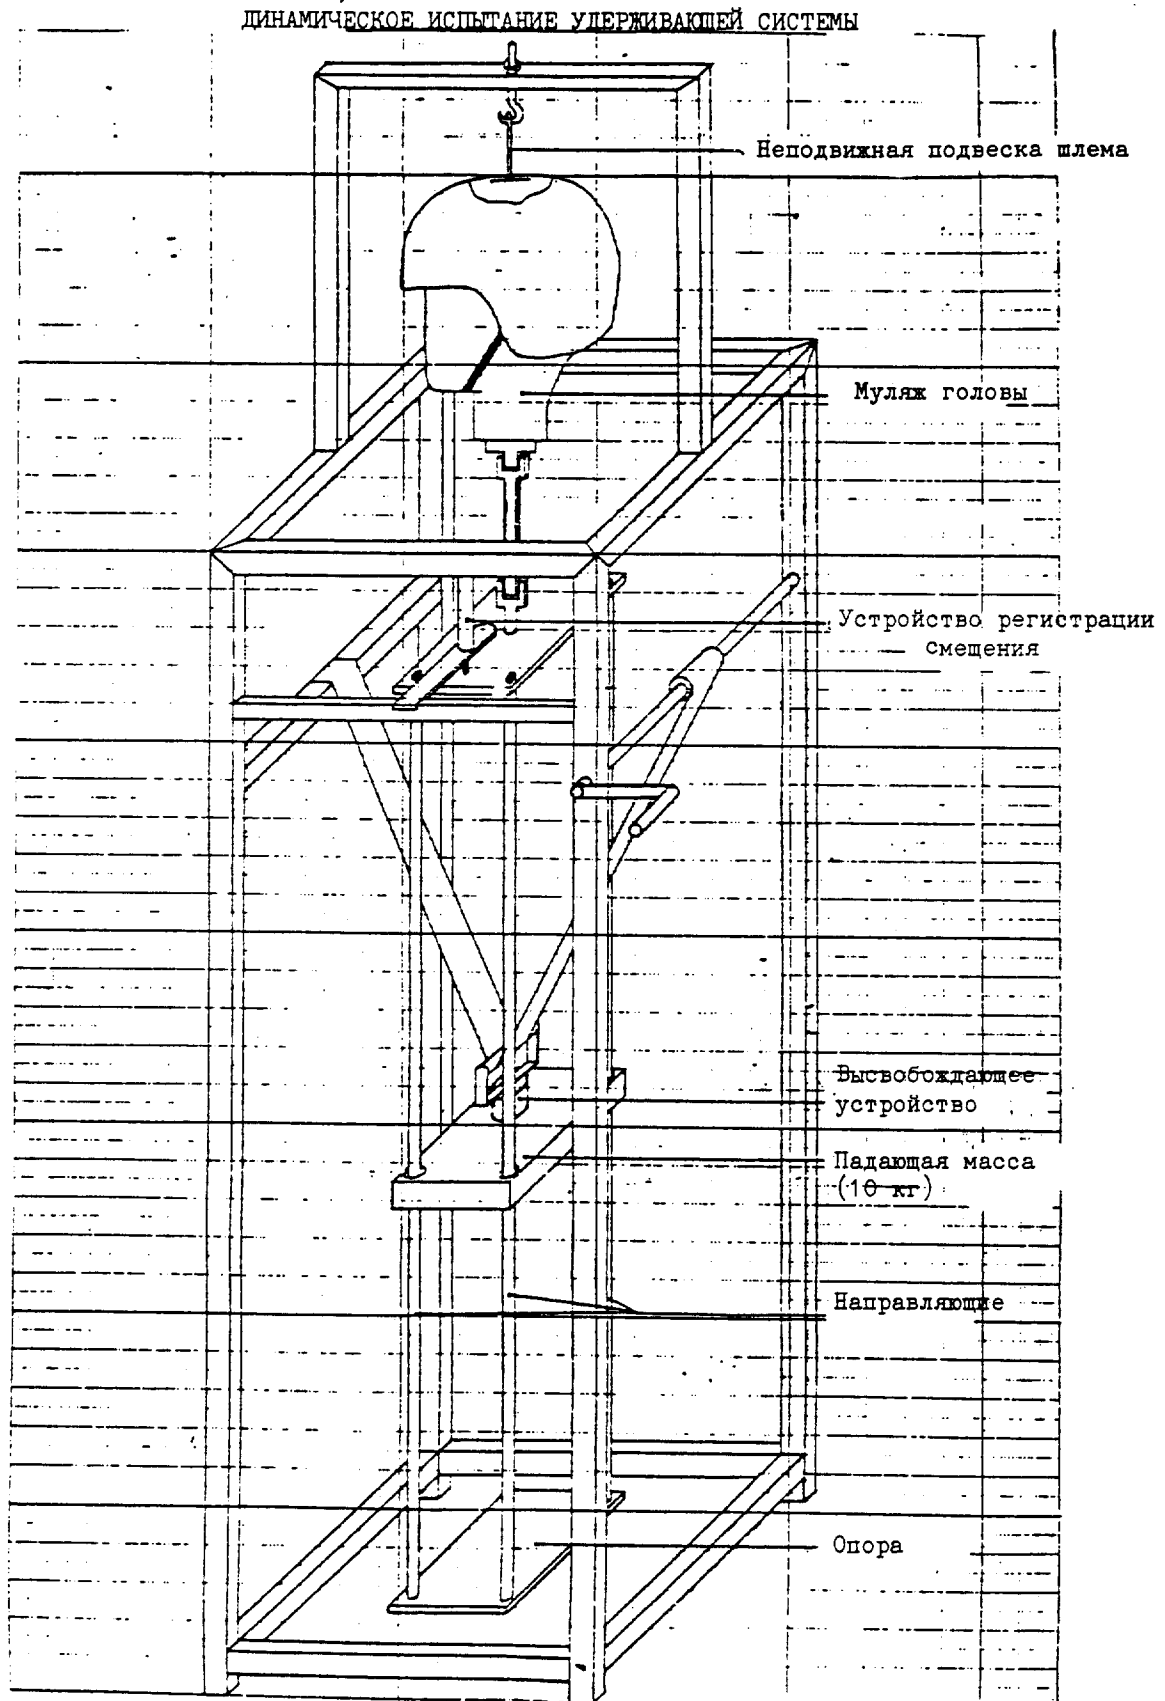 ДИНАМИЧЕСКОЕ ИСПЫТАНИЕ УДЕРЖИВАЮЩЕЙ СИСТЕМЫ
Неподвижная подвеска шлема
Муляж головы
Устройство регистрации
смещения
Высвобождающее
устройство
Падающая масса
(10 кг)
Направляющие
Опора